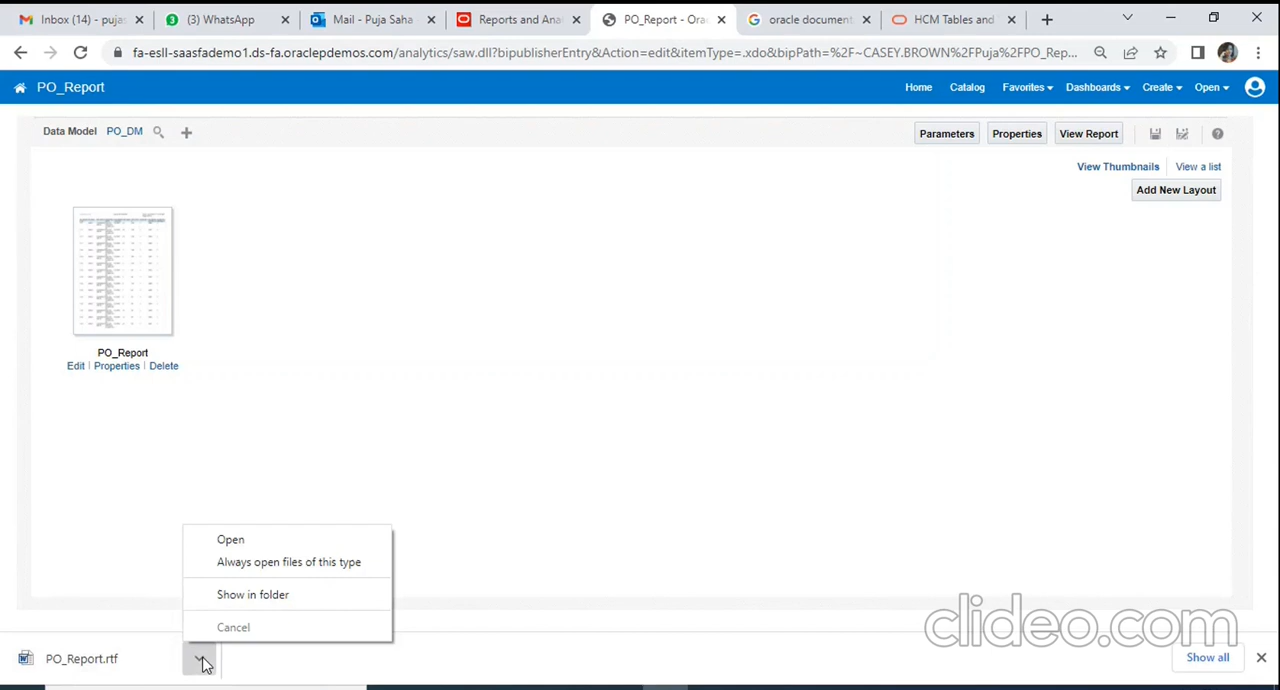 Inbox (14) - pujas
(3) WhatsApp
Mail - Puja Saha
Reports and Ana
PO_Report - Ora
oracle document
HCM Tables and
fa-esll-saasfademo1.ds-fa.oraclepdemos.com/analytics/saw.dll?bipublisherEntry&Action=edit&itemType=.xdo&bipPath=%2F~CASEY.BROWN%2FPuja%2FPO_Rep...
PO_Report
Home
Catalog
Favorites
Dashboards
Create
Open
Data Model PO_DM
Parameters
Properties
View Report
View Thumbnails
View a list
Add New Layout
PO_Report
Edit | Properties | Delete
Open
Always open files of this type
Show in folder
Cancel
clideo.com
PO_Report.rtf
Show all